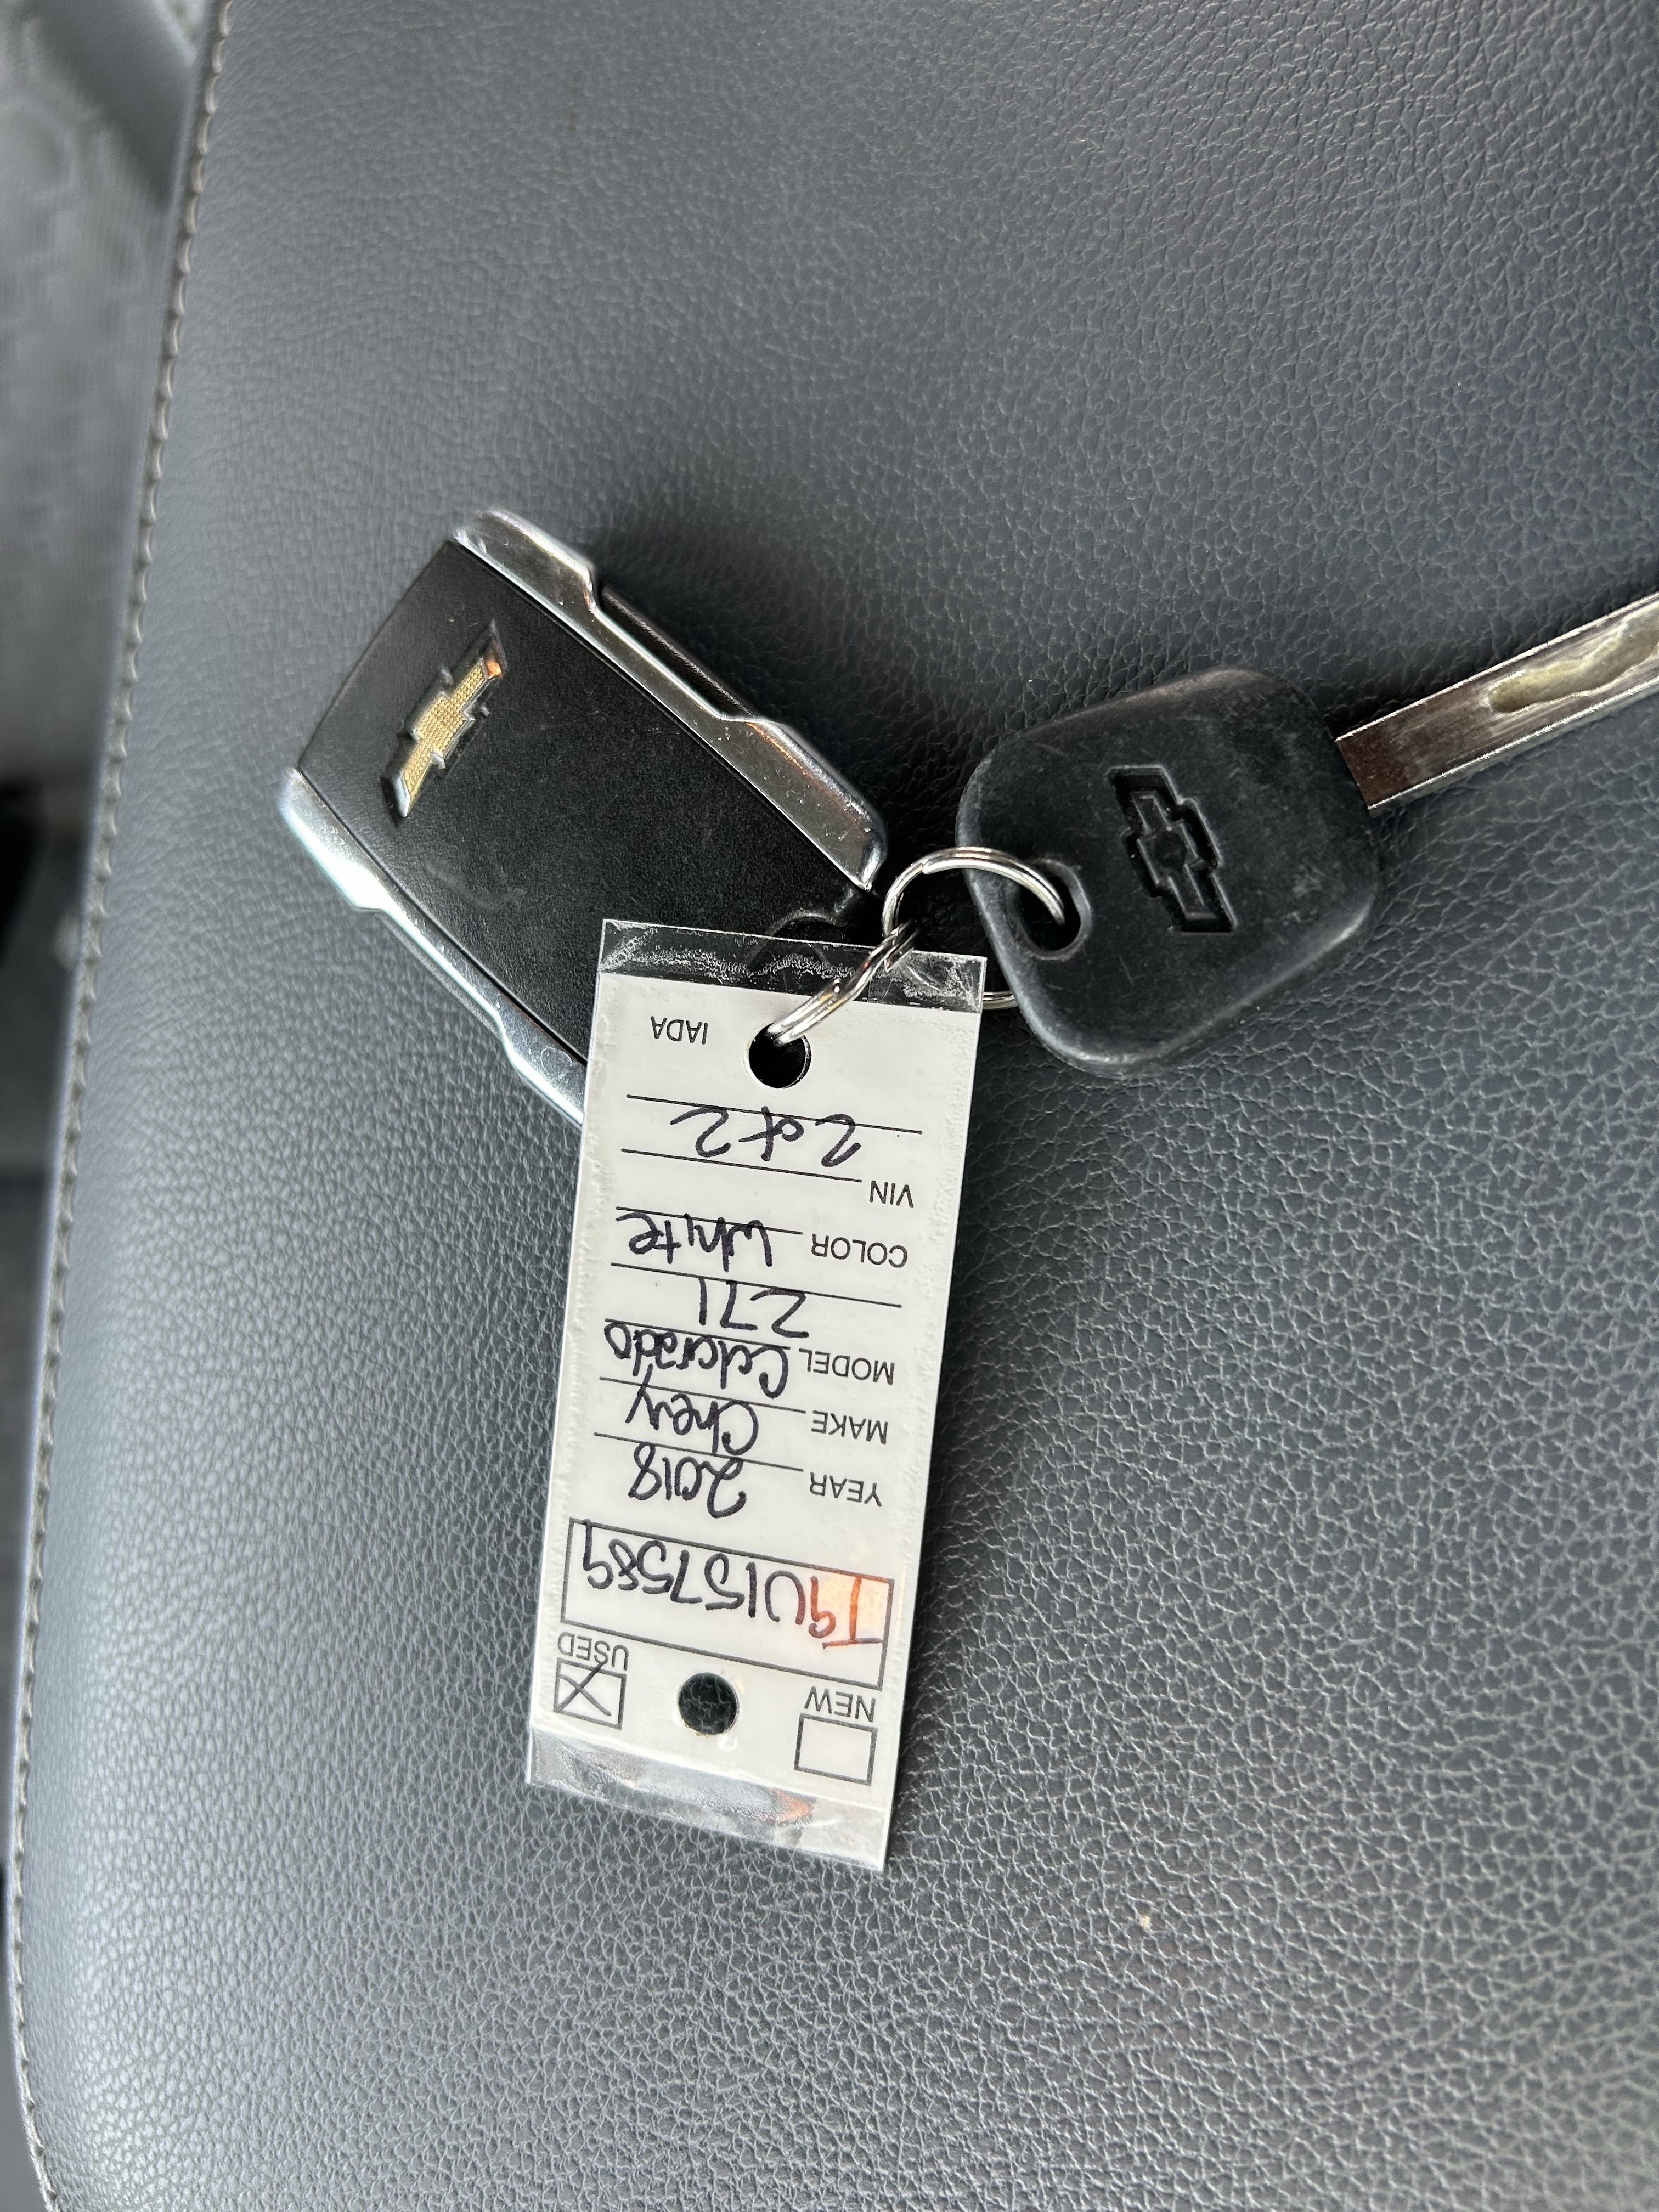 NEW USED
T9U157589
YEAR 2018
MAKE Chevy
MODEL Colorado
Z71
COLOR White
VIN
2 of 2
IADA